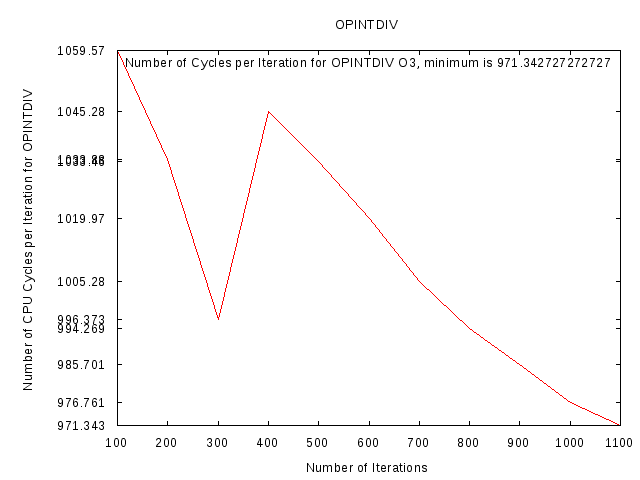 OPINTDIV
Number of Cycles per Iteration for OPINTDIV O3, minimum is 971.342727272727
Number of CPU Cycles per Iteration for OPINTDIV
1059.57
1045.28
1033.46
1019.97
1005.28
996.373
994.269
985.701
976.761
971.343
100 200 300 400 500 600 700 800 900 1000 1100
Number of Iterations